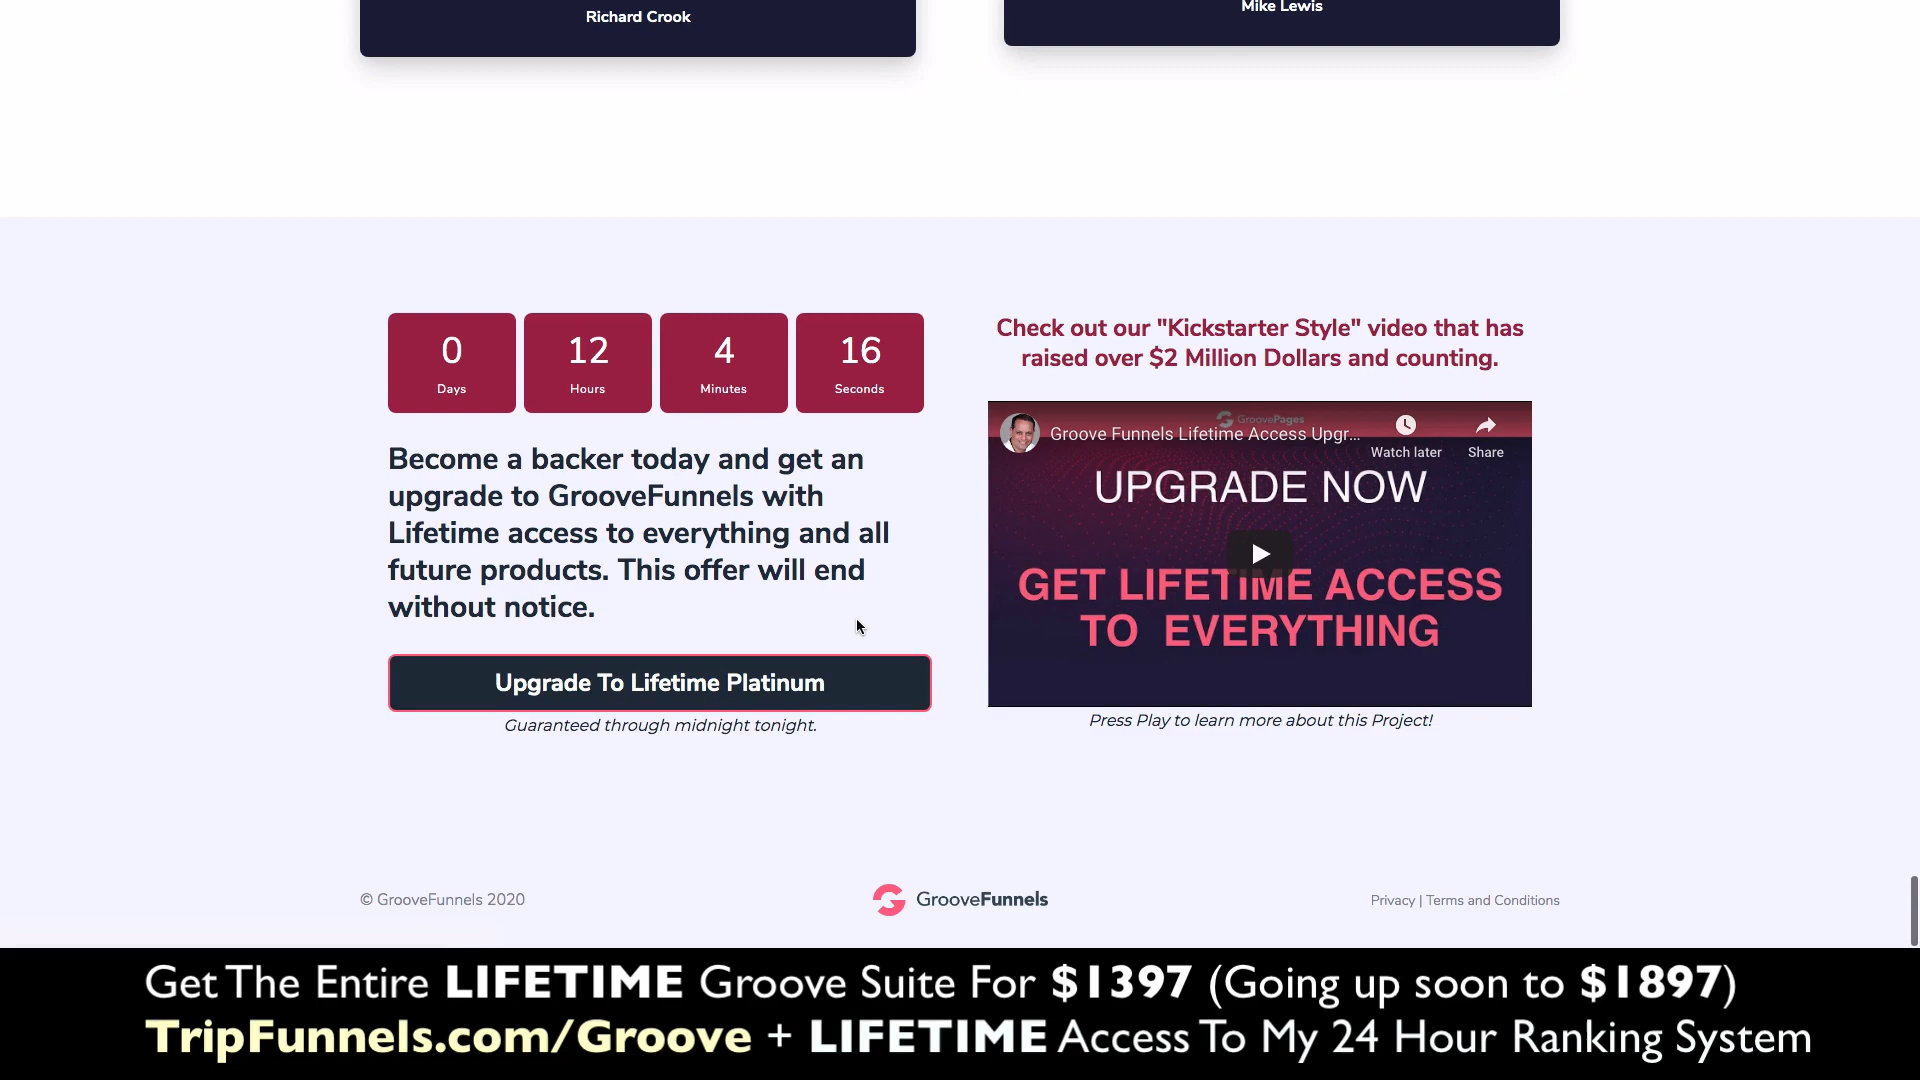 Richard Crook
Mike Lewis
0
Days
12
Hours
4
Minutes
16
Seconds
Become a backer today and get an
upgrade to GrooveFunnels with
Lifetime access to everything and all
future products. This offer will end
without notice.
Upgrade To Lifetime Platinum
Guaranteed through midnight tonight.
Check out our "Kickstarter Style" video that has
raised over $2 Million Dollars and counting.
GroovePages
Groove Funnels Lifetime Access Upgr...
Watch later
Share
UPGRADE NOW
GET LIFETIME ACCESS
TO EVERYTHING
Press Play to learn more about this Project!
© GrooveFunnels 2020
GrooveFunnels
Privacy | Terms and Conditions
Get The Entire LIFETIME Groove Suite For $1397 (Going up soon to $1897)
TripFunnels.com/Groove + LIFETIME Access To My 24 Hour Ranking System